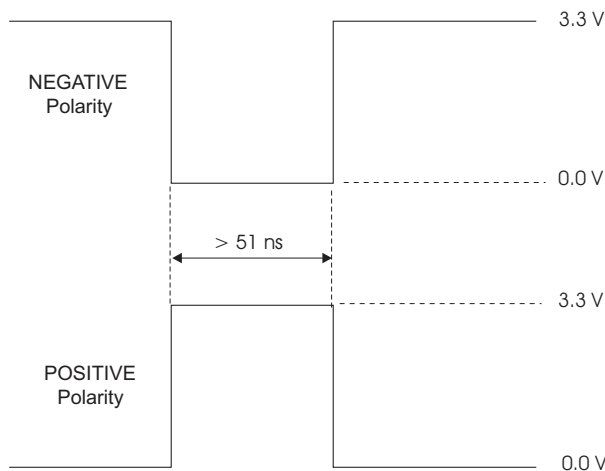 3.3 V
NEGATIVE
Polarity
0.0 V
> 51 ns
3.3 V
POSITIVE
Polarity
0.0 V